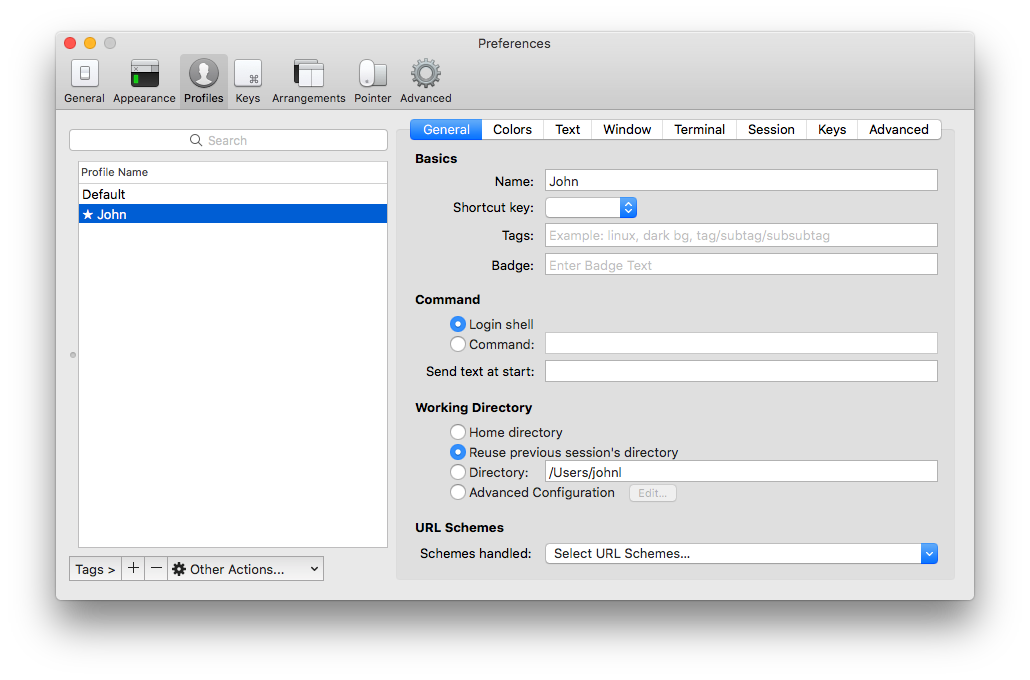 Preferences
General Appearance Profiles Keys Arrangements Pointer Advanced
Search
Profile Name
Default
★ John
Tags > + − Other Actions...
General Colors Text Window Terminal Session Keys Advanced
Basics
Name: John
Shortcut key:
Tags: Example: linux, dark bg, tag/subtag/subsubtag
Badge: Enter Badge Text
Command
Login shell
Command:
Send text at start:
Working Directory
Home directory
Reuse previous session's directory
Directory: /Users/johnl
Advanced Configuration Edit...
URL Schemes
Schemes handled: Select URL Schemes...